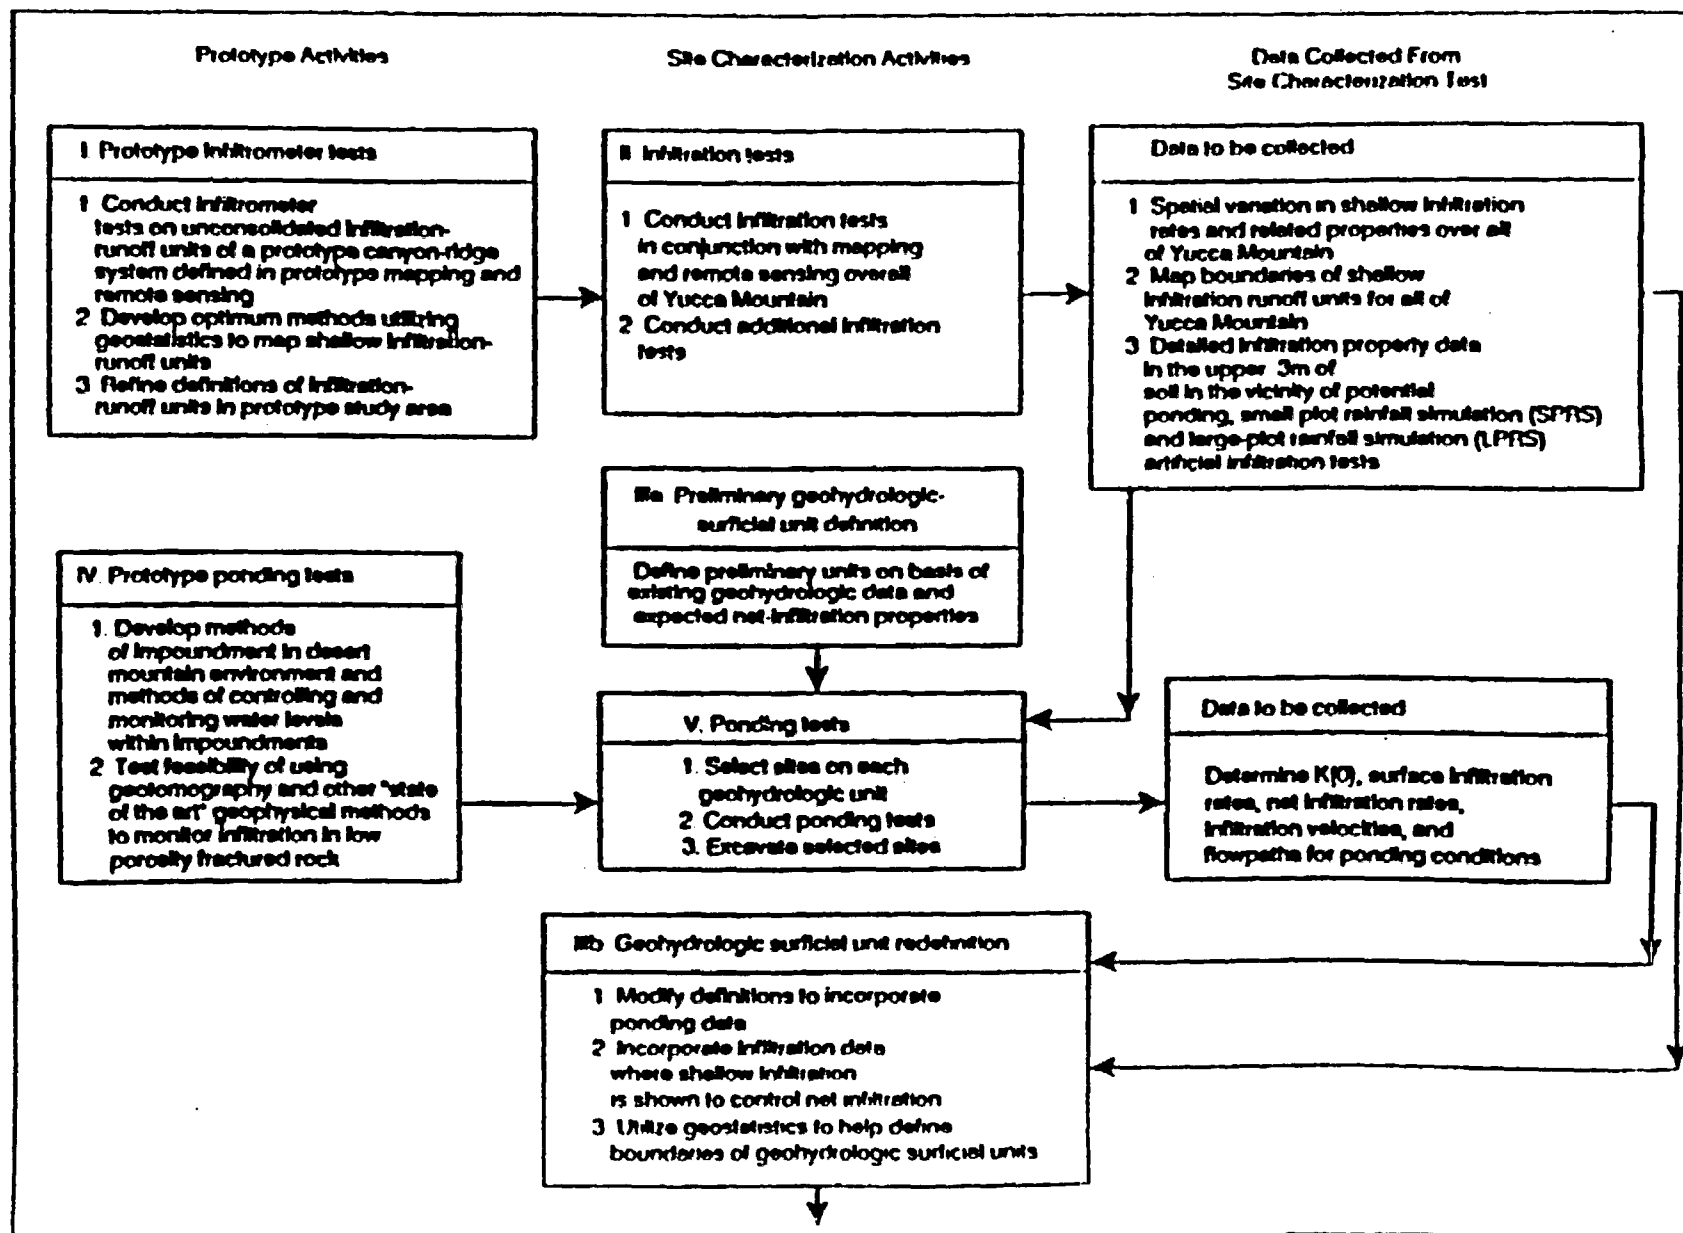 Prototype Activities
Site Characterization Activities
Data Collected From
Site Characterization Test
I Prototype Infiltrometer tests
1 Conduct infiltrometer
tests on unconsolidated infiltration-
runoff units of a prototype canyon-ridge
system defined in prototype mapping and
remote sensing
2 Develop optimum methods utilizing
geostatistics to map shallow infiltration-
runoff units
3 Refine definitions of infiltration-
runoff units in prototype study area
II Infiltration tests
1 Conduct infiltration tests
in conjunction with mapping
and remote sensing overall
of Yucca Mountain
2 Conduct additional infiltration
tests
Data to be collected
1 Spatial variation in shallow infiltration
rates and related properties over all
of Yucca Mountain
2 Map boundaries of shallow
infiltration runoff units for all of
Yucca Mountain
3 Detailed infiltration property data
in the upper 3m of
soil in the vicinity of potential
ponding, small plot rainfall simulation (SPRS)
and large-plot rainfall simulation (LPRS)
artificial infiltration tests
IIIa Preliminary geohydrologic-
surficial unit definition
Define preliminary units on basis of
existing geohydrologic data and
expected net-infiltration properties
IV. Prototype ponding tests
1. Develop methods
of impoundment in desert
mountain environment and
methods of controlling and
monitoring water levels
within impoundments
2 Test feasibility of using
geotomography and other "state
of the art" geophysical methods
to monitor infiltration in low
porosity fractured rock
V. Ponding tests
1. Select sites on each
geohydrologic unit
2. Conduct ponding tests
3. Excavate selected sites
Data to be collected
Determine K(0), surface infiltration
rates, net infiltration rates,
infiltration velocities, and
flowpaths for ponding conditions
IIIb Geohydrologic surficial unit redefinition
1 Modify definitions to incorporate
ponding data
2 Incorporate infiltration data
where shallow infiltration
is shown to control net infiltration
3 Utilize geostatistics to help define
boundaries of geohydrologic surficial units